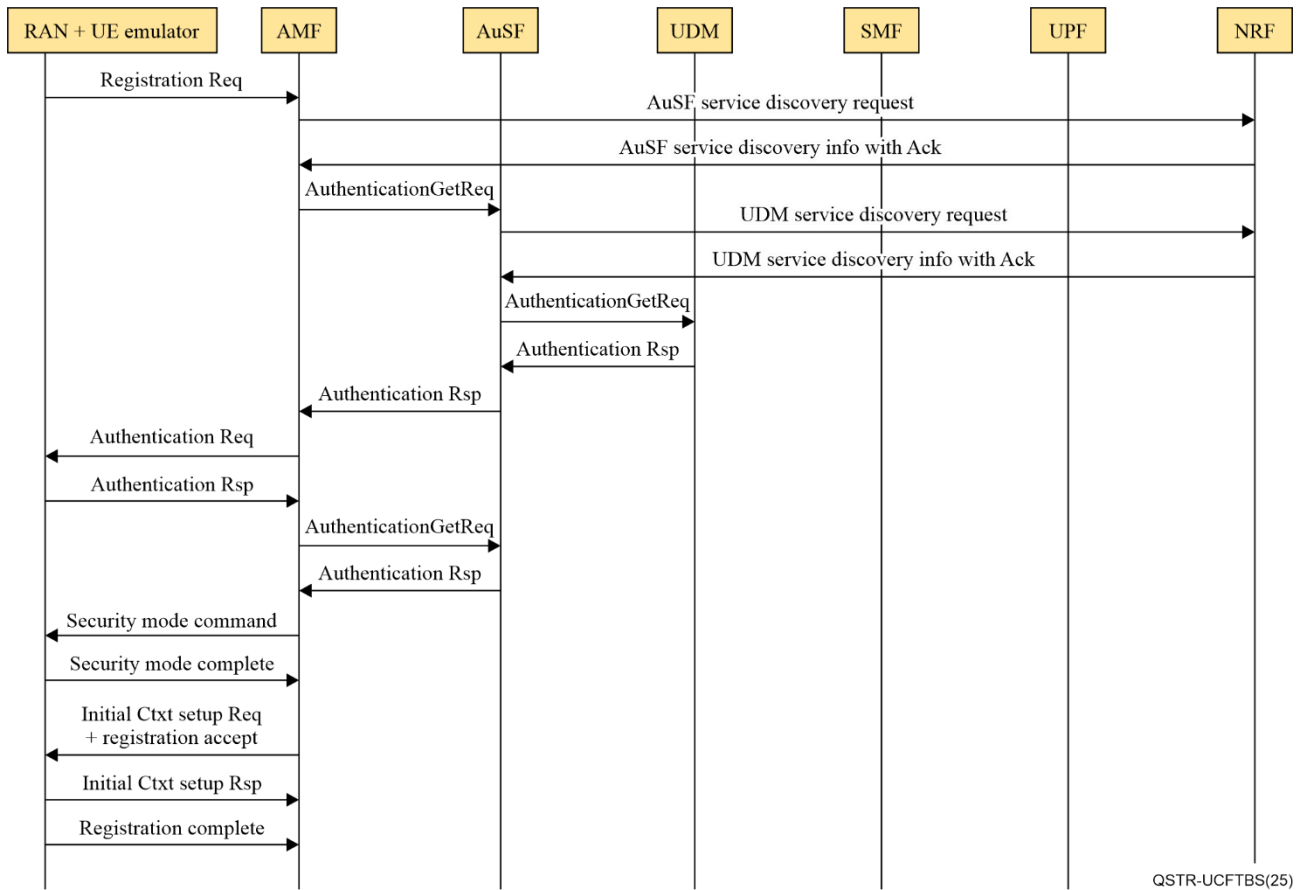 RAN + UE emulator
AMF
AuSF
UDM
SMF
UPF
NRF
Registration Req
AuSF service discovery request
AuSF service discovery info with Ack
AuthenticationGetReq
UDM service discovery request
UDM service discovery info with Ack
AuthenticationGetReq
Authentication Rsp
Authentication Rsp
Authentication Req
Authentication Rsp
AuthenticationGetReq
Authentication Rsp
Security mode command
Security mode complete
Initial Ctxt setup Req
+ registration accept
Initial Ctxt setup Rsp
Registration complete
QSTR-UCFTBS(25)